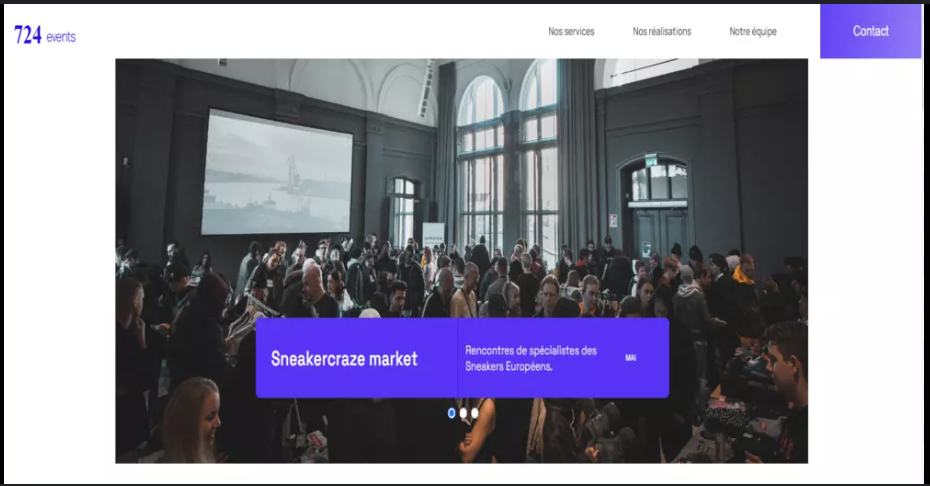 724 events
Nos services
Nos réalisations
Notre équipe
Contact
Sneakercraze market
Rencontres de spécialistes des
Sneakers Européens.
MAI